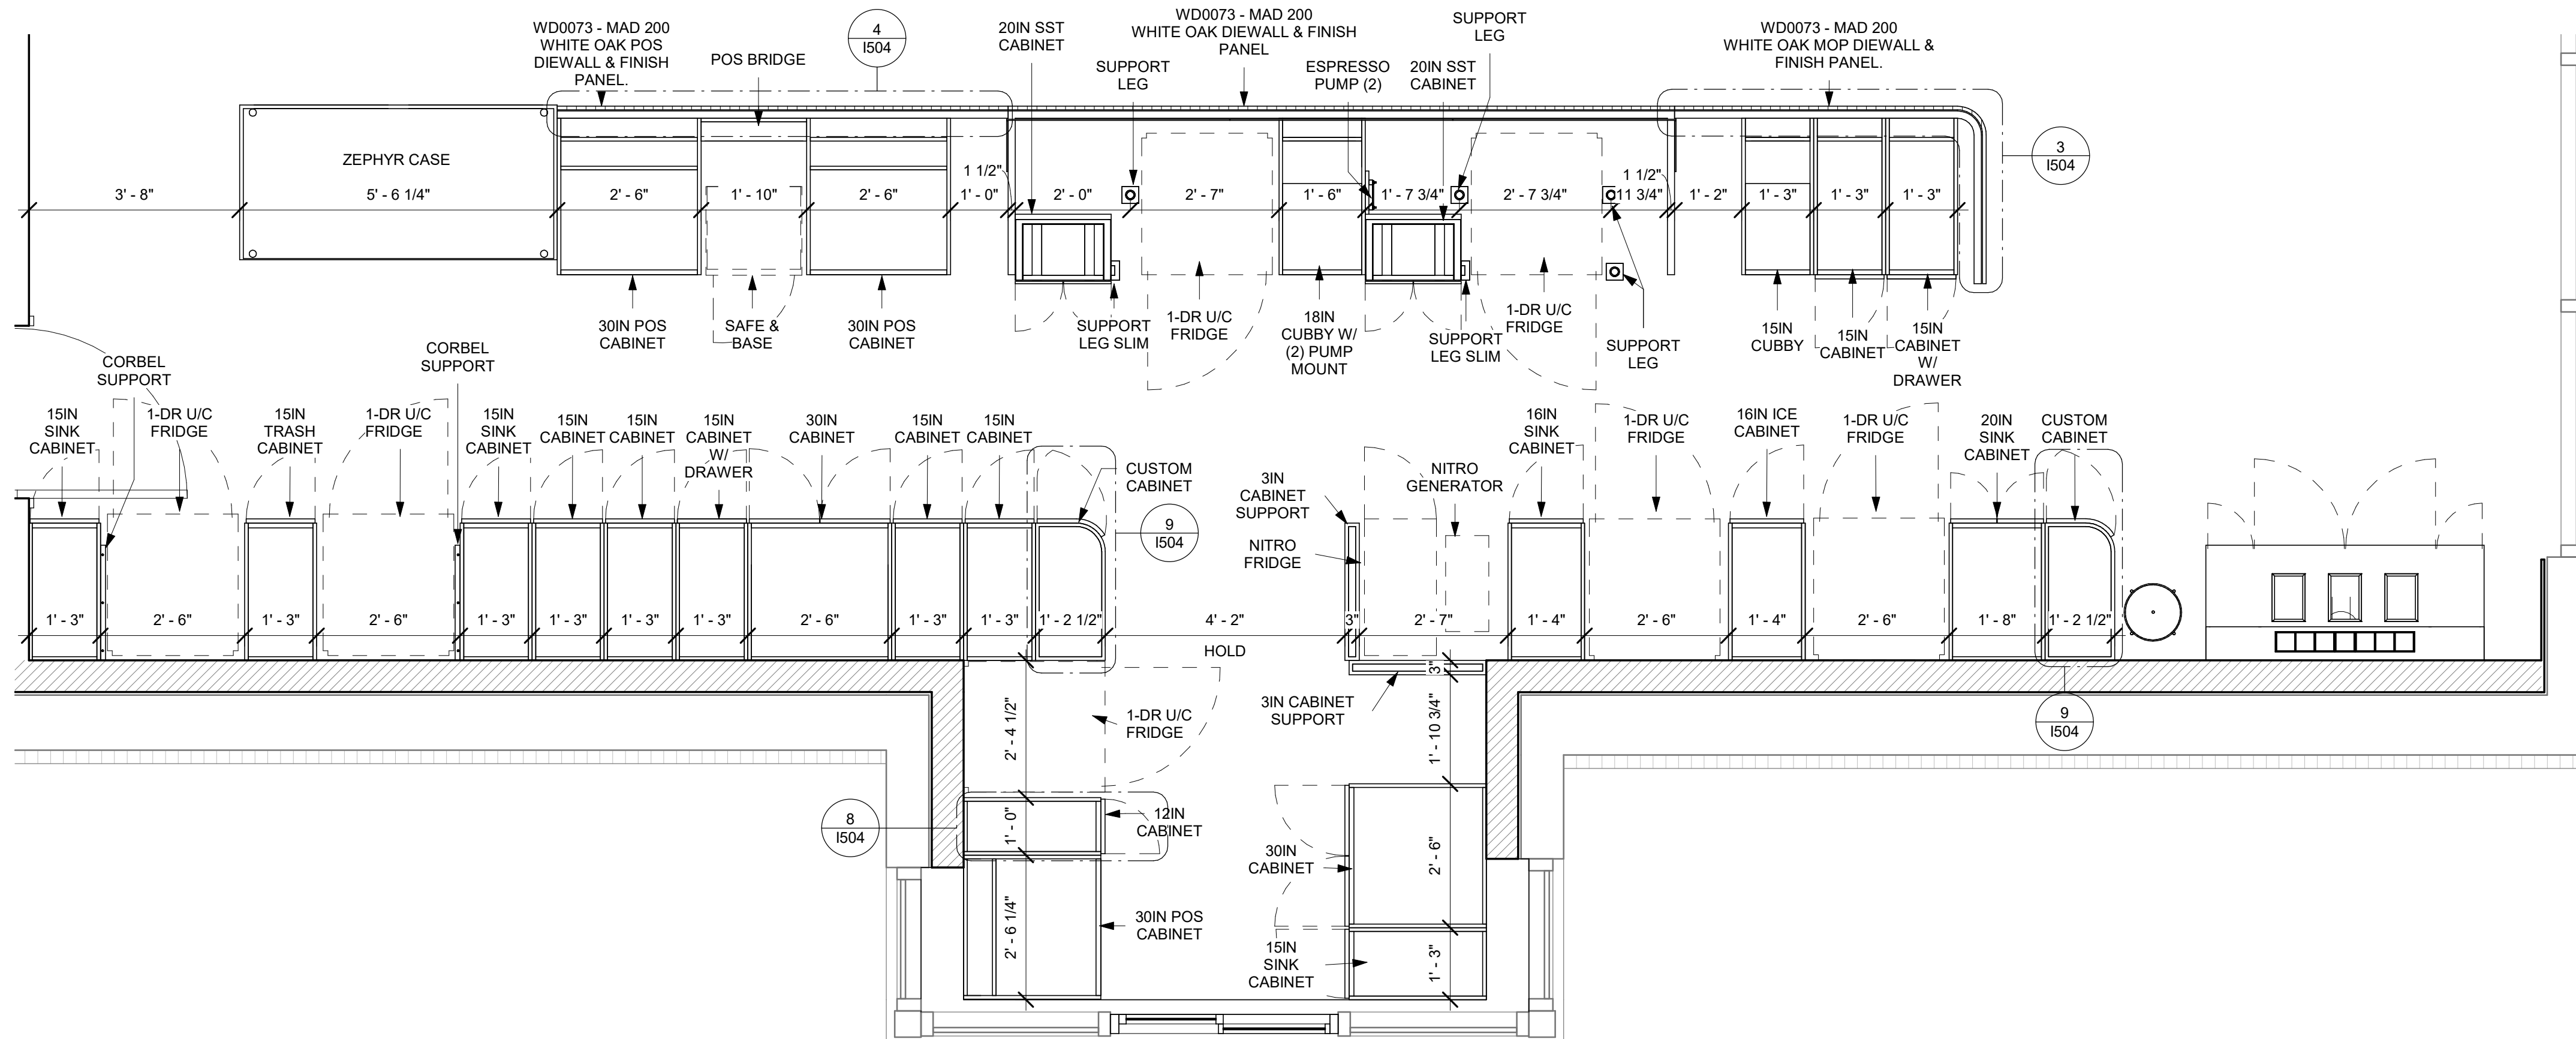 WD0073 - MAD 200
WHITE OAK POS
DIEWALL & FINISH
PANEL.
POS BRIDGE
4
I504
20IN SST
CABINET
SUPPORT
LEG
WD0073 - MAD 200
WHITE OAK DIEWALL & FINISH
PANEL
ESPRESSO
PUMP (2)
20IN SST
CABINET
SUPPORT
LEG
WD0073 - MAD 200
WHITE OAK MOP DIEWALL &
FINISH PANEL.
3
I504
ZEPHYR CASE
3' - 8"
5' - 6 1/4"
2' - 6"
1' - 10"
2' - 6"
1' - 0"
1 1/2"
2' - 0"
2' - 7"
1' - 6"
1' - 7 3/4"
2' - 7 3/4"
11 3/4"
1 1/2"
1' - 2"
1' - 3"
1' - 3"
1' - 3"
30IN POS
CABINET
SAFE &
BASE
30IN POS
CABINET
SUPPORT
LEG SLIM
1-DR U/C
FRIDGE
18IN
CUBBY W/
(2) PUMP
MOUNT
SUPPORT
LEG SLIM
1-DR U/C
FRIDGE
SUPPORT
LEG
15IN
CUBBY
15IN
CABINET
15IN
CABINET
W/
DRAWER
CORBEL
SUPPORT
CORBEL
SUPPORT
15IN
SINK
CABINET
1-DR U/C
FRIDGE
15IN
TRASH
CABINET
1-DR U/C
FRIDGE
15IN
SINK
CABINET
15IN
CABINET
15IN
CABINET
15IN
CABINET
W/
DRAWER
30IN
CABINET
15IN
CABINET
15IN
CABINET
CUSTOM
CABINET
9
I504
3IN
CABINET
SUPPORT
NITRO
FRIDGE
NITRO
GENERATOR
16IN
SINK
CABINET
1-DR U/C
FRIDGE
16IN ICE
CABINET
1-DR U/C
FRIDGE
20IN
SINK
CABINET
CUSTOM
CABINET
1' - 3"
2' - 6"
1' - 3"
2' - 6"
1' - 3"
1' - 3"
1' - 3"
1' - 3"
2' - 6"
1' - 3"
1' - 3"
1' - 2 1/2"
4' - 2"
HOLD
3"
2' - 7"
1' - 4"
2' - 6"
1' - 4"
2' - 6"
1' - 8"
1' - 2 1/2"
9
I504
2' - 4 1/2"
1-DR U/C
FRIDGE
3IN CABINET
SUPPORT
3"
1' - 10 3/4"
8
I504
1' - 0"
12IN
CABINET
30IN
CABINET
2' - 6"
2' - 6 1/4"
30IN POS
CABINET
15IN
SINK
CABINET
1' - 3"